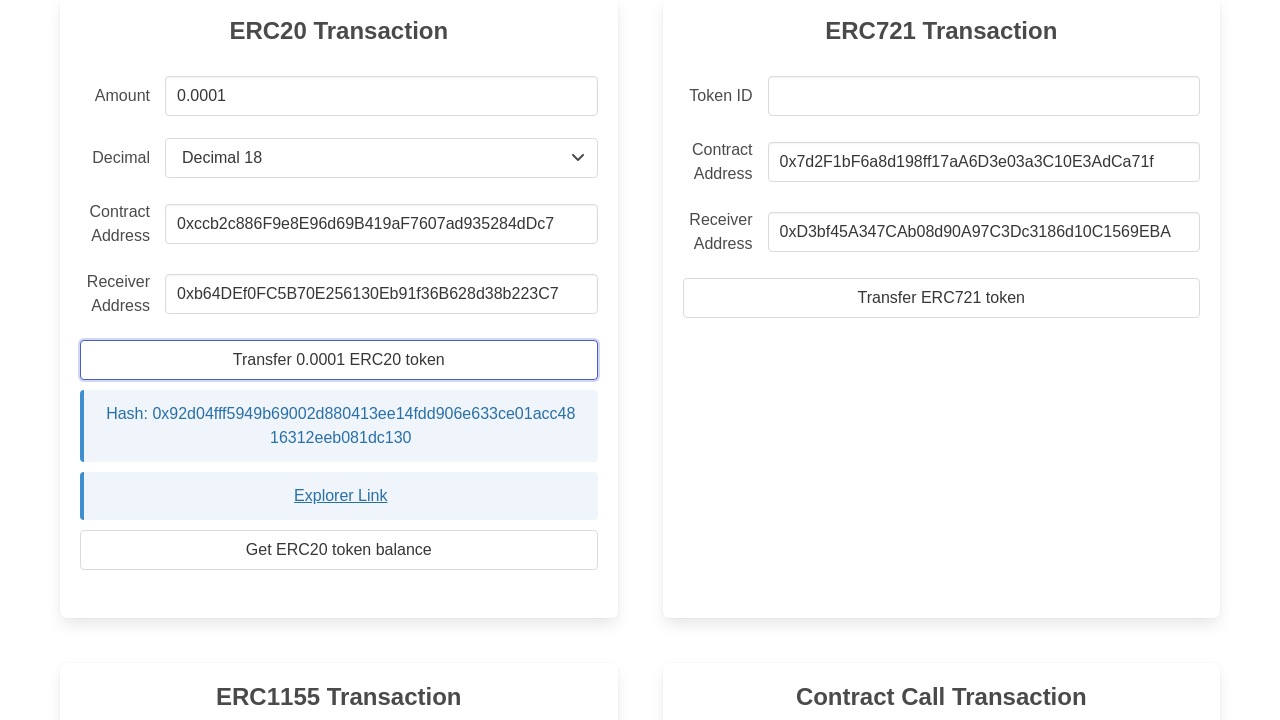 ERC20 Transaction
Amount
0.0001
Decimal
Decimal 18
Contract
Address
0xccb2c886F9e8E96d69B419aF7607ad935284dDc7
Receiver
Address
0xb64DEf0FC5B70E256130Eb91f36B628d38b223C7
Transfer 0.0001 ERC20 token
Hash: 0x92d04fff5949b69002d880413ee14fdd906e633ce01acc48
16312eeb081dc130
Explorer Link
Get ERC20 token balance
ERC721 Transaction
Token ID
Contract
Address
0x7d2F1bF6a8d198ff17aA6D3e03a3C10E3AdCa71f
Receiver
Address
0xD3bf45A347CAb08d90A97C3Dc3186d10C1569EBA
Transfer ERC721 token
ERC1155 Transaction
Contract Call Transaction